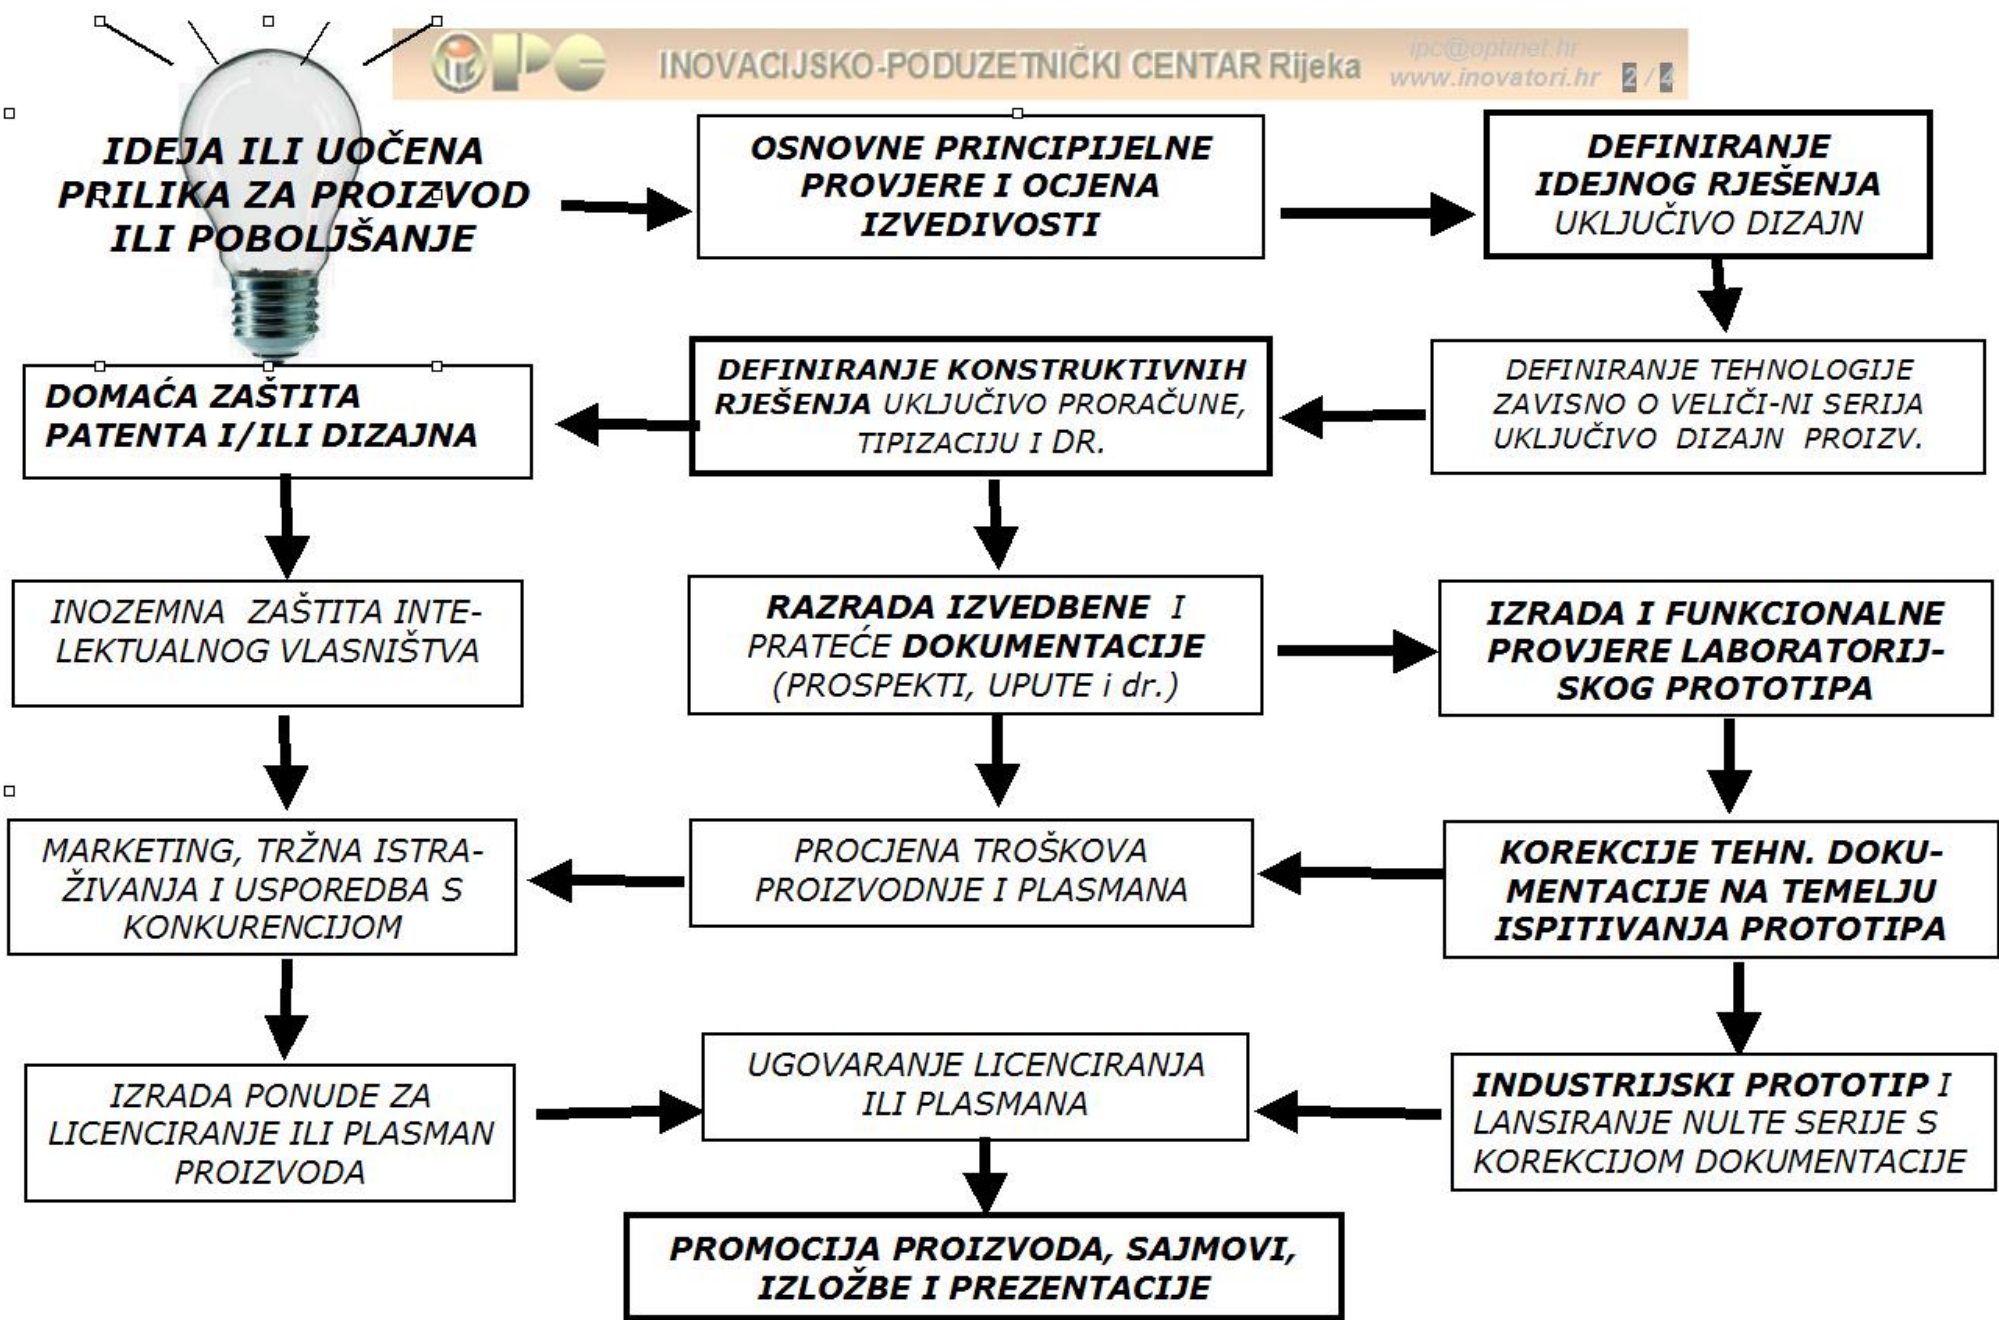 IPC
INOVACIJSKO-PODUZETNIČKI CENTAR Rijeka
ipc@optinet.hr
www.inovatori.hr 2 / 4
IDEJA ILI UOČENA
PRILIKA ZA PROIZVOD
ILI POBOLJŠANJE
OSNOVNE PRINCIPIJELNE
PROVJERE I OCJENA
IZVEDIVOSTI
DEFINIRANJE
IDEJNOG RJEŠENJA
UKLJUČIVO DIZAJN
DOMAĆA ZAŠTITA
PATENTA I/ILI DIZAJNA
DEFINIRANJE KONSTRUKTIVNIH
RJEŠENJA UKLJUČIVO PRORAČUNE,
TIPIZACIJU I DR.
DEFINIRANJE TEHNOLOGIJE
ZAVISNO O VELIČI-NI SERIJA
UKLJUČIVO DIZAJN PROIZV.
INOZEMNA ZAŠTITA INTE-
LEKTUALNOG VLASNIŠTVA
RAZRADA IZVEDBENE I
PRATEĆE DOKUMENTACIJE
(PROSPEKTI, UPUTE i dr.)
IZRADA I FUNKCIONALNE
PROVJERE LABORATORIJ-
SKOG PROTOTIPA
MARKETING, TRŽNA ISTRA-
ŽIVANJA I USPOREDBA S
KONKURENCIJOM
PROCJENA TROŠKOVA
PROIZVODNJE I PLASMANA
KOREKCIJE TEHN. DOKU-
MENTACIJE NA TEMELJU
ISPITIVANJA PROTOTIPA
IZRADA PONUDE ZA
LICENCIRANJE ILI PLASMAN
PROIZVODA
UGOVARANJE LICENCIRANJA
ILI PLASMANA
INDUSTRIJSKI PROTOTIP I
LANSIRANJE NULTE SERIJE S
KOREKCIJOM DOKUMENTACIJE
PROMOCIJA PROIZVODA, SAJMOVI,
IZLOŽBE I PREZENTACIJE